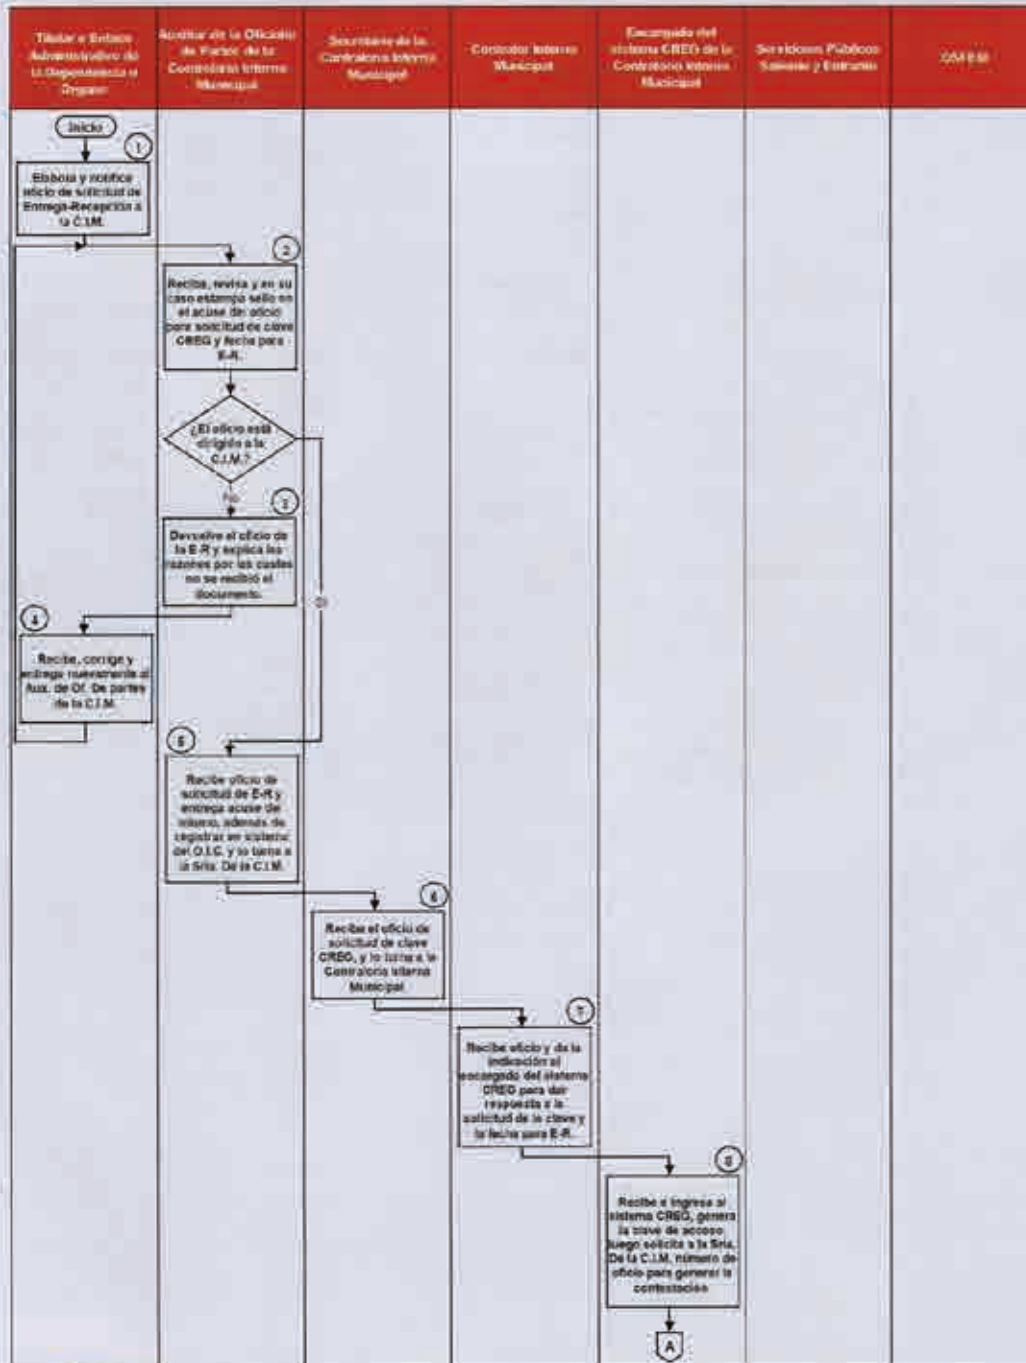 Titular o Enlace
Administrativo de
la Dependencia u
Órgano
Auxiliar de la Oficialía
de Partes de la
Contraloría Interna
Municipal
Secretaria de la
Contraloría Interna
Municipal
Contralor Interno
Municipal
Encargado del
sistema CREG de la
Contraloría Interna
Municipal
Servidores Públicos
Saliente y Entrante
OSFEM
Inicio
1
Elabora y notifica
oficio de solicitud de
Entrega-Recepción a
la C.I.M.
2
Recibe, revisa y en su
caso estampa sello en
el acuse del oficio
para solicitud de clave
CREG y fecha para
E-R.
¿El oficio está
dirigido a la
C.I.M.?
No
3
Devuelve el oficio de
la E-R y explica las
razones por las cuales
no se recibió el
documento.
Si
4
Recibe, corrige y
entrega nuevamente al
Aux. de Of. De partes
de la C.I.M.
5
Recibe oficio de
solicitud de E-R y
entrega acuse del
mismo, además de
registrar en sistema
del O.I.C. y lo turna a
la Sria. De la C.I.M.
6
Recibe el oficio de
solicitud de clave
CREG, y lo turna a la
Contraloría Interna
Municipal
7
Recibe oficio y da la
indicación al
encargado del sistema
CREG para dar
respuesta a la
solicitud de la clave y
la fecha para E-R.
8
Recibe e ingresa al
sistema CREG, genera
la clave de acceso
luego solicita a la Sria.
De la C.I.M. número de
oficio para generar la
contestación
A